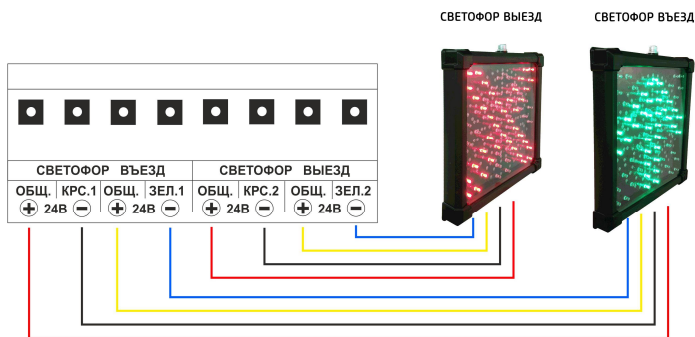 СВЕТОФОР ВЫЕЗД СВЕТОФОР ВЪЕЗД
СВЕТОФОР ВЪЕЗД СВЕТОФОР ВЫЕЗД
ОБЩ. КРС.1 ОБЩ. ЗЕЛ.1 ОБЩ. КРС.2 ОБЩ. ЗЕЛ.2
+ 24В − + 24В − + 24В − + 24В −